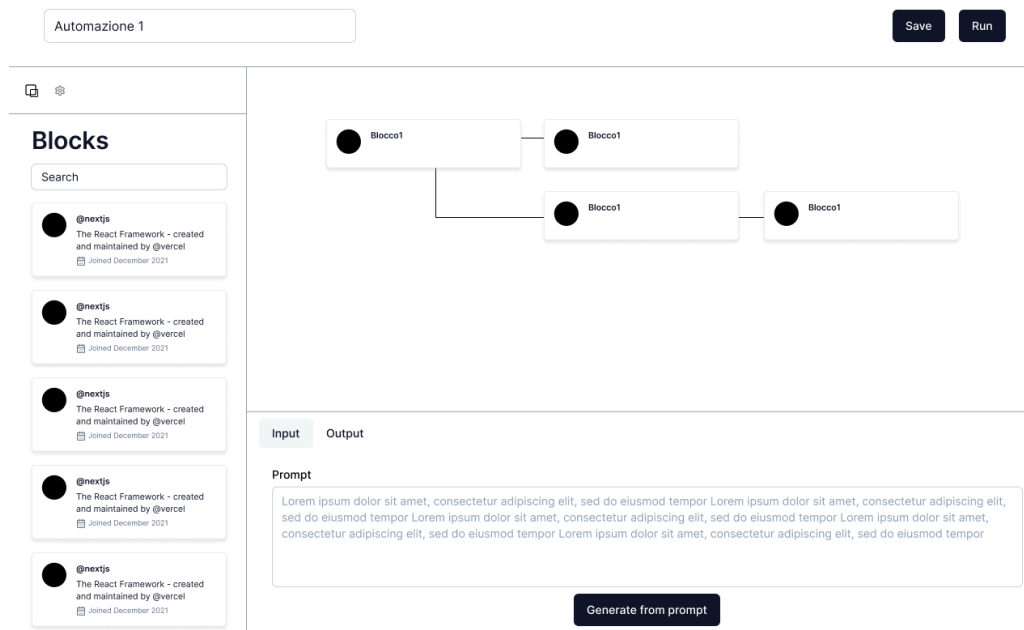 Automazione 1
Save
Run
Blocks
Search
@nextjs
The React Framework - created
and maintained by @vercel
Joined December 2021
@nextjs
The React Framework - created
and maintained by @vercel
Joined December 2021
@nextjs
The React Framework - created
and maintained by @vercel
Joined December 2021
@nextjs
The React Framework - created
and maintained by @vercel
Joined December 2021
@nextjs
The React Framework - created
and maintained by @vercel
Joined December 2021
Blocco1
Blocco1
Blocco1
Blocco1
Input
Output
Prompt
Lorem ipsum dolor sit amet, consectetur adipiscing elit, sed do eiusmod tempor Lorem ipsum dolor sit amet, consectetur adipiscing elit,
sed do eiusmod tempor Lorem ipsum dolor sit amet, consectetur adipiscing elit, sed do eiusmod tempor Lorem ipsum dolor sit amet,
consectetur adipiscing elit, sed do eiusmod tempor Lorem ipsum dolor sit amet, consectetur adipiscing elit, sed do eiusmod tempor
Generate from prompt